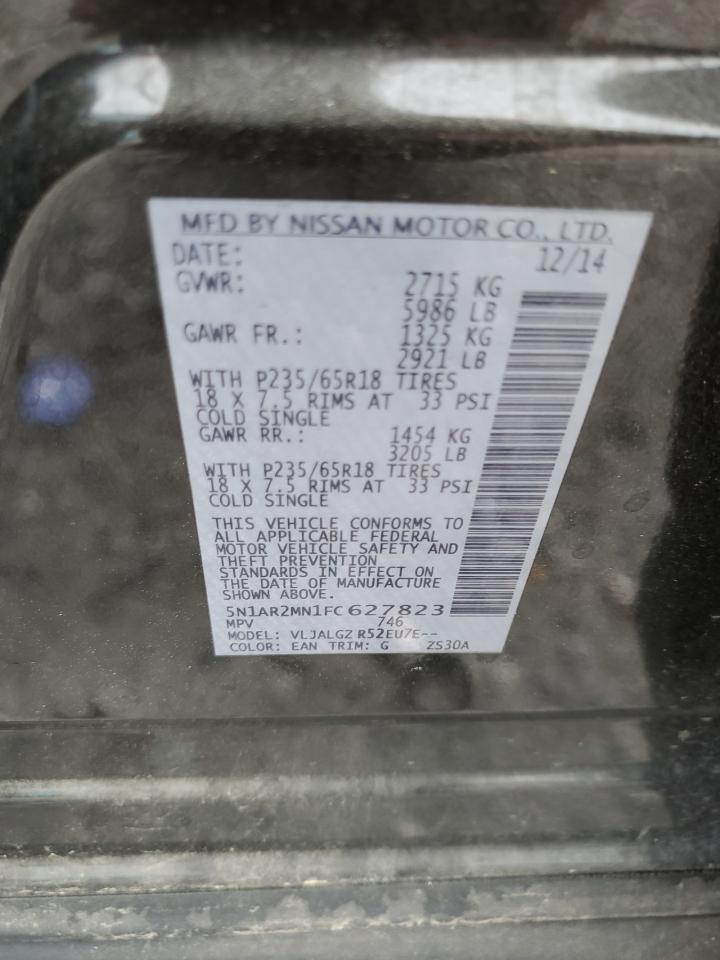 MFD BY NISSAN MOTOR CO., LTD.
DATE: 12/14
GVWR: 2715 KG
5986 LB
GAWR FR.: 1325 KG
2921 LB
WITH P235/65R18 TIRES
18 X 7.5 RIMS AT 33 PSI
COLD SINGLE
GAWR RR.: 1454 KG
3205 LB
WITH P235/65R18 TIRES
18 X 7.5 RIMS AT 33 PSI
COLD SINGLE
THIS VEHICLE CONFORMS TO
ALL APPLICABLE FEDERAL
MOTOR VEHICLE SAFETY AND
THEFT PREVENTION
STANDARDS IN EFFECT ON
THE DATE OF MANUFACTURE
SHOWN ABOVE.
5N1AR2MN1FC 627823
MPV 746
MODEL: VLJALGZ R52EU7E--
COLOR: EAN TRIM: G ZS30A